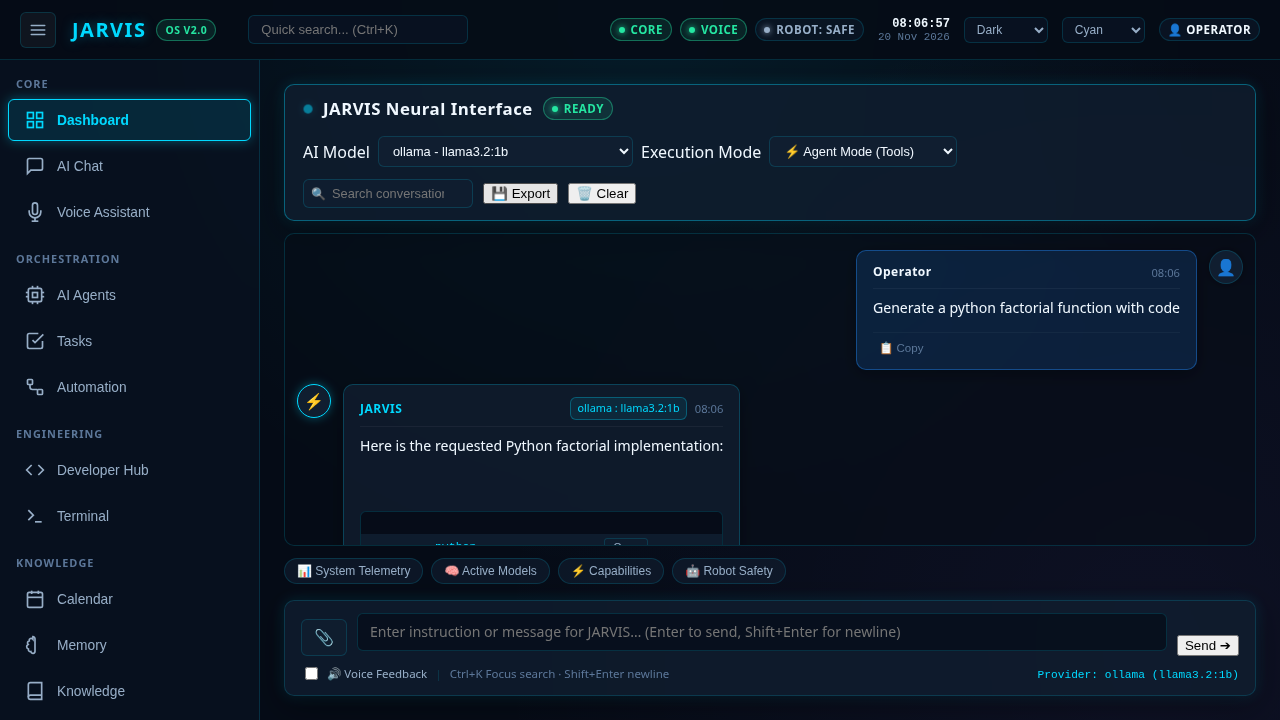 JARVIS
OS V2.0
Quick search... (Ctrl+K)
CORE
VOICE
ROBOT: SAFE
08:06:57
20 Nov 2026
Dark
Cyan
👤 OPERATOR
CORE
Dashboard
AI Chat
Voice Assistant
ORCHESTRATION
AI Agents
Tasks
Automation
ENGINEERING
Developer Hub
Terminal
KNOWLEDGE
Calendar
Memory
Knowledge
JARVIS Neural Interface
READY
AI Model
ollama - llama3.2:1b
Execution Mode
⚡ Agent Mode (Tools)
🔍 Search conversation
💾 Export
🗑️ Clear
Operator
08:06
Generate a python factorial function with code
📋 Copy
JARVIS
ollama : llama3.2:1b
08:06
Here is the requested Python factorial implementation:
python
📊 System Telemetry
🧠 Active Models
⚡ Capabilities
🤖 Robot Safety
Enter instruction or message for JARVIS... (Enter to send, Shift+Enter for newline)
Send ➔
🔊 Voice Feedback
|
Ctrl+K Focus search · Shift+Enter newline
Provider: ollama (llama3.2:1b)